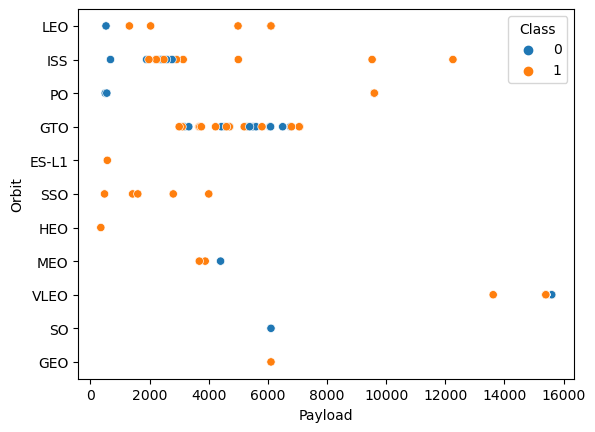 Class
0
1
Orbit
LEO
ISS
PO
GTO
ES-L1
SSO
HEO
MEO
VLEO
SO
GEO
0 2000 4000 6000 8000 10000 12000 14000 16000
Payload